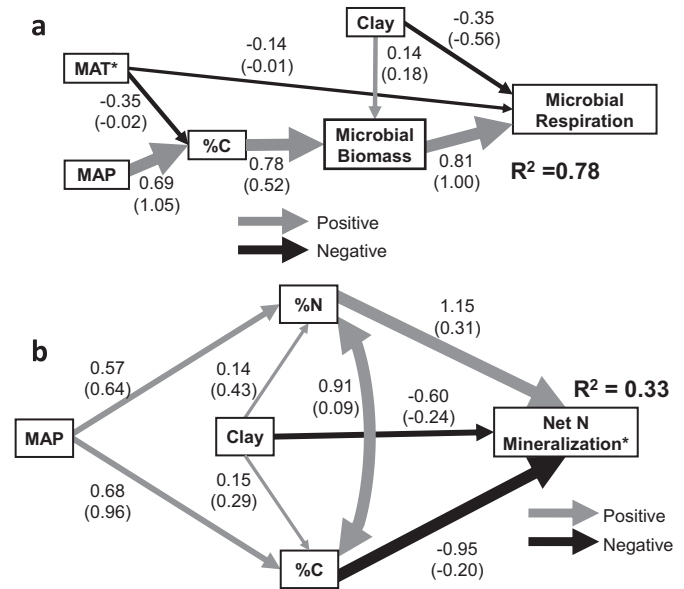 a
Clay
-0.35
(-0.56)
-0.14
(-0.01)
0.14
(0.18)
MAT*
-0.35
(-0.02)
Microbial
Respiration
%C
Microbial
Biomass
MAP
0.69
(1.05)
0.78
(0.52)
0.81
(1.00)
R² =0.78
Positive
Negative
b
%N
1.15
(0.31)
0.57
(0.64)
0.14
(0.43)
0.91
(0.09)
-0.60
(-0.24)
R² = 0.33
MAP
Clay
Net N
Mineralization*
0.68
(0.96)
0.15
(0.29)
Positive
Negative
%C
-0.95
(-0.20)